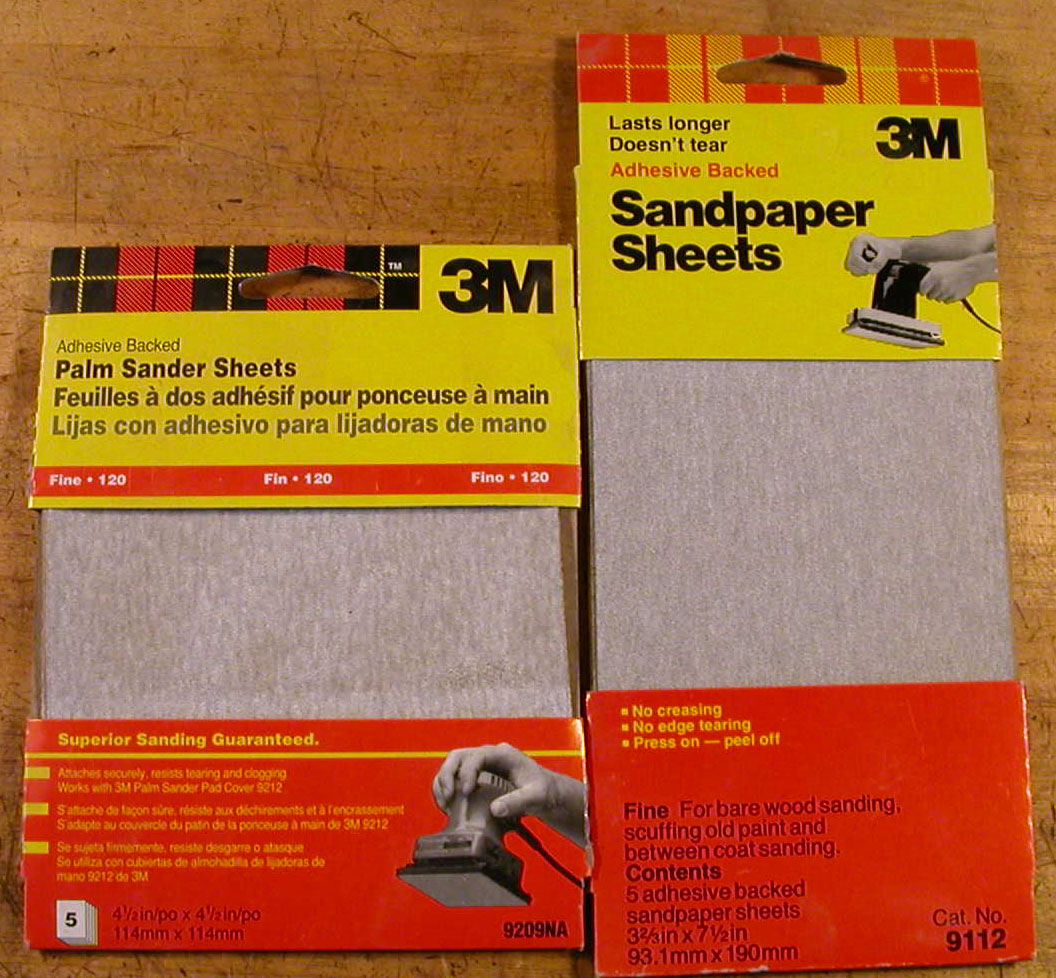 ™
3M
Adhesive Backed
Palm Sander Sheets
Feuilles à dos adhésif pour ponceuse à main
Lijas con adhesivo para lijadoras de mano
Fine • 120 Fin • 120 Fino • 120
Superior Sanding Guaranteed.
Attaches securely, resists tearing and clogging
Works with 3M Palm Sander Pad Cover 9212
S'attache de façon sûre, résiste aux déchirements et à l'encrassement
S'adapte au couvercle du patin de la ponceuse à main de 3M 9212
Se sujeta firmemente, resiste desgarre o atasque
Se utiliza con cubiertas de almohadilla de lijadoras de
mano 9212 de 3M
5
4½in/po x 4½in/po
114mm x 114mm
9209NA
Lasts longer
Doesn't tear
3M
Adhesive Backed
Sandpaper
Sheets
▪ No creasing
▪ No edge tearing
▪ Press on — peel off
Fine For bare wood sanding,
scuffing old paint and
between coat sanding.
Contents
5 adhesive backed
sandpaper sheets
3⅔in x 7½in
93.1mm x 190mm
Cat. No.
9112